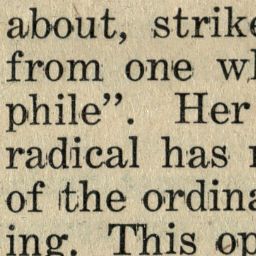 about, strike
from one wh
phile”. Her
radical has
of the ordina
ing. This op